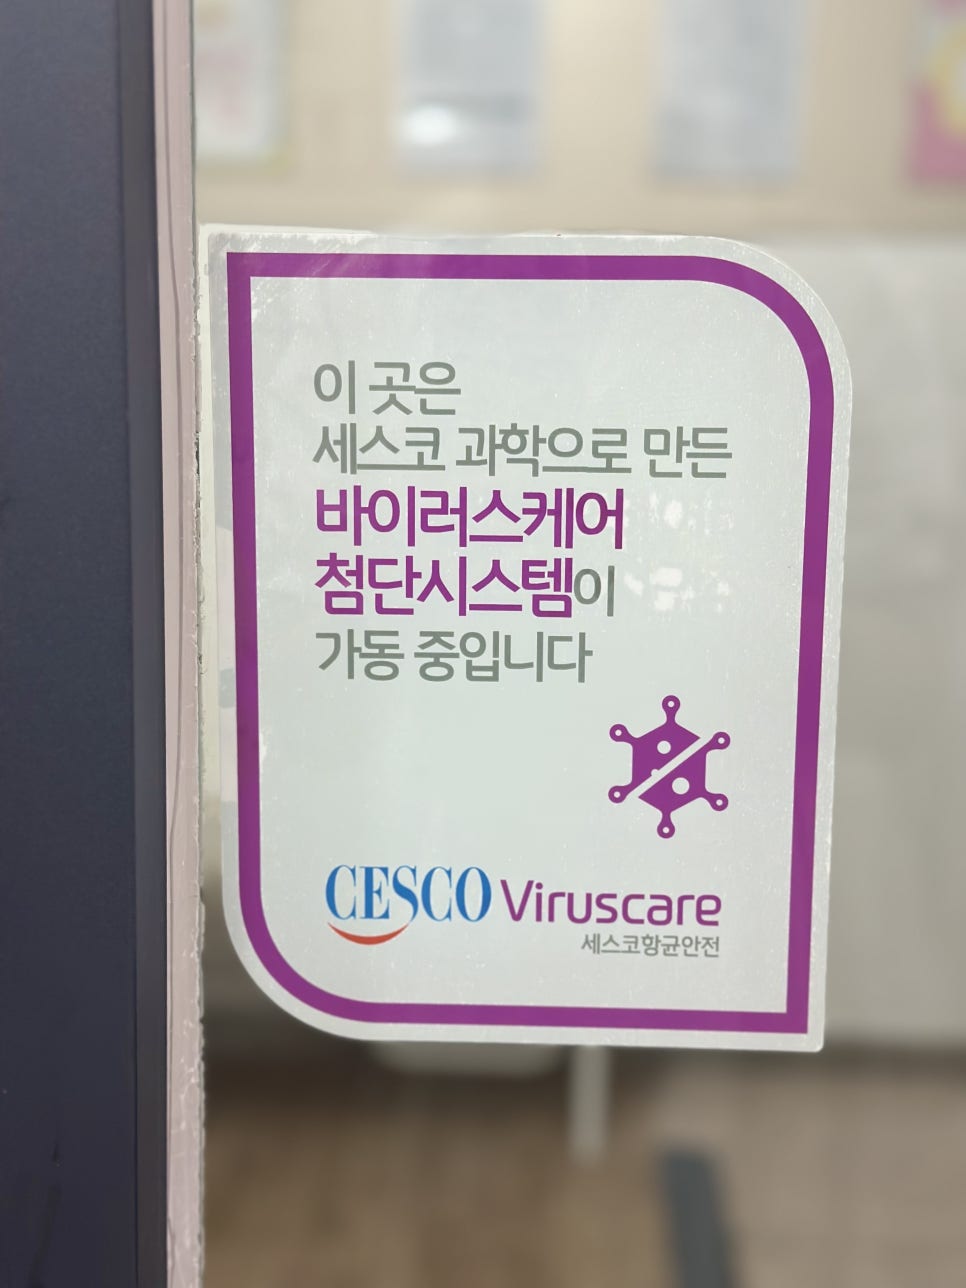 이 곳은
세스코 과학으로 만든
바이러스케어
첨단시스템이
가동 중입니다
CESCO Viruscare
세스코항균안전